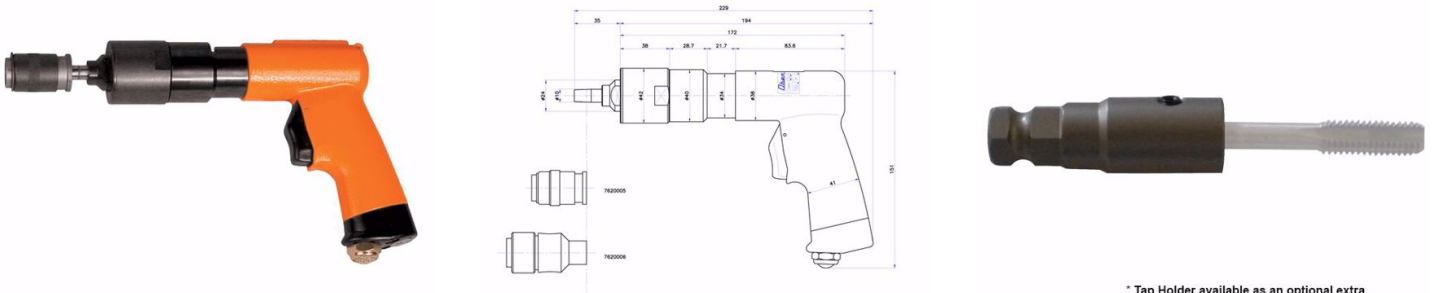 229
35
194
172
38
28.7
21.7
83.6
ø24
ø10
ø42
ø40
ø34
ø38
151
41
7620005
7620006
* Tap Holder available as an optional extra